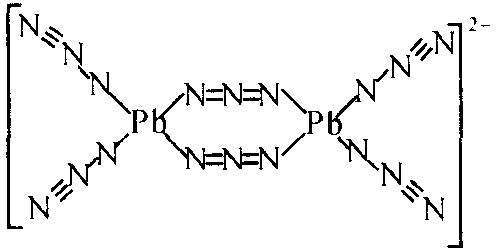 [ N≡N–N N–N≡N ]²⁻
Pb N=N=N Pb
N=N=N
N≡N–N N–N≡N